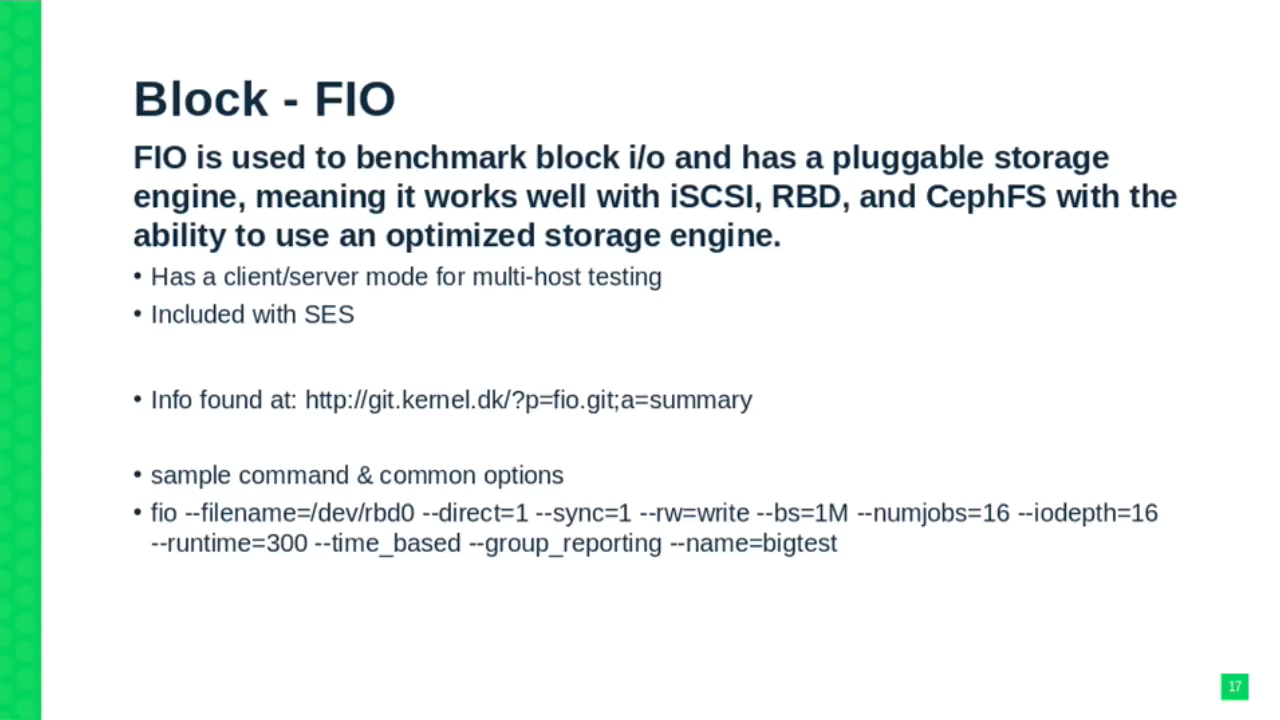 Block - FIO
FIO is used to benchmark block i/o and has a pluggable storage
engine, meaning it works well with iSCSI, RBD, and CephFS with the
ability to use an optimized storage engine.
• Has a client/server mode for multi-host testing
• Included with SES
• Info found at: http://git.kernel.dk/?p=fio.git;a=summary
• sample command & common options
• fio --filename=/dev/rbd0 --direct=1 --sync=1 --rw=write --bs=1M --numjobs=16 --iodepth=16
--runtime=300 --time_based --group_reporting --name=bigtest
17